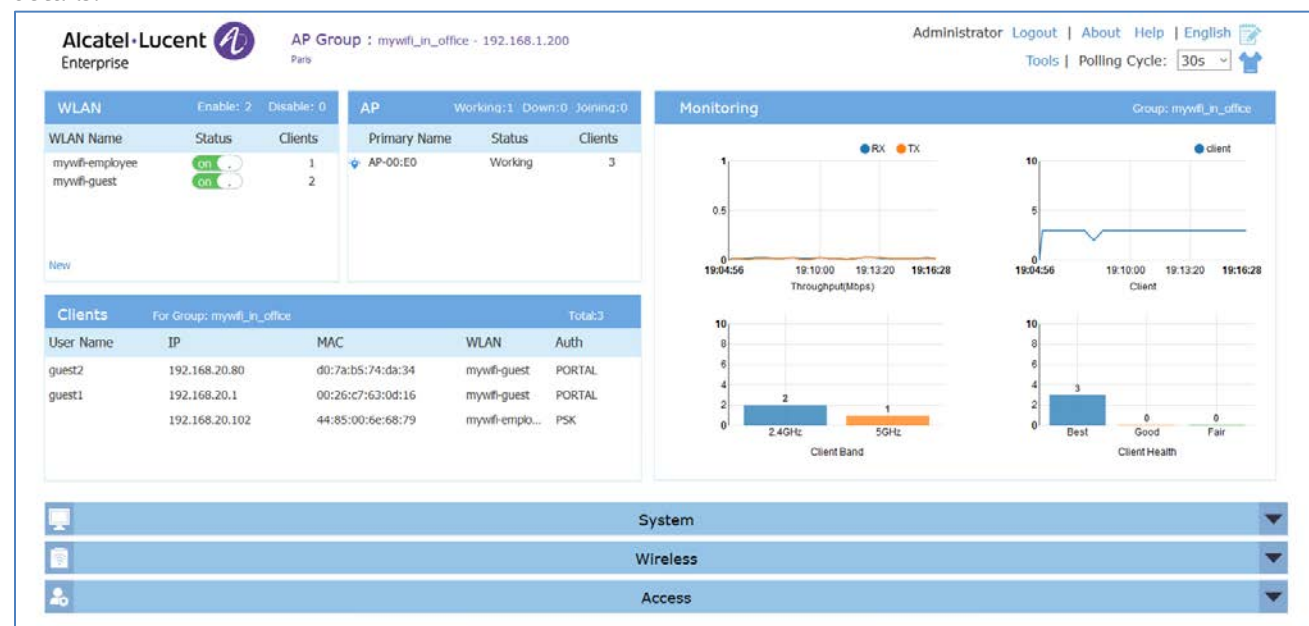 Alcatel·Lucent
Enterprise
AP Group : mywifi_in_office - 192.168.1.200
Paris
Administrator Logout | About Help | English
Tools | Polling Cycle: 30s
WLAN Enable: 2 Disable: 0
WLAN Name Status Clients
mywifi-employee on 1
mywifi-guest on 2
New
AP Working:1 Down:0 Joining:0
Primary Name Status Clients
AP-00:E0 Working 3
Clients For Group: mywifi_in_office Total:3
User Name IP MAC WLAN Auth
guest2 192.168.20.80 d0:7a:b5:74:da:34 mywifi-guest PORTAL
guest1 192.168.20.1 00:26:c7:63:0d:16 mywifi-guest PORTAL
192.168.20.102 44:85:00:6e:68:79 mywifi-emplo... PSK
Monitoring Group: mywifi_in_office
RX TX
1
0.5
0
19:04:56 19:10:00 19:13:20 19:16:28
Throughput(Mbps)
client
10
5
0
19:04:56 19:10:00 19:13:20 19:16:28
Client
10
8
6
4
2
0
2
1
2.4GHz 5GHz
Client Band
10
8
6
4
2
0
3
0
0
Best Good Fair
Client Health
System
Wireless
Access